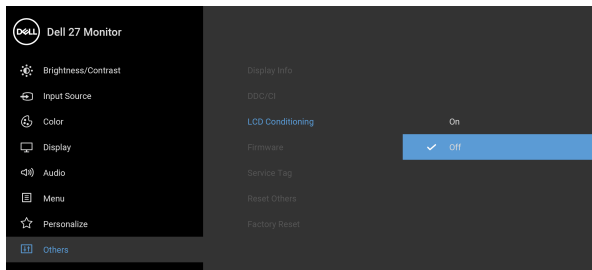 DELL
Dell 27 Monitor
Brightness/Contrast
Input Source
Color
Display
Audio
Menu
Personalize
Others
Display Info
DDC/CI
LCD Conditioning
Firmware
Service Tag
Reset Others
Factory Reset
On
Off